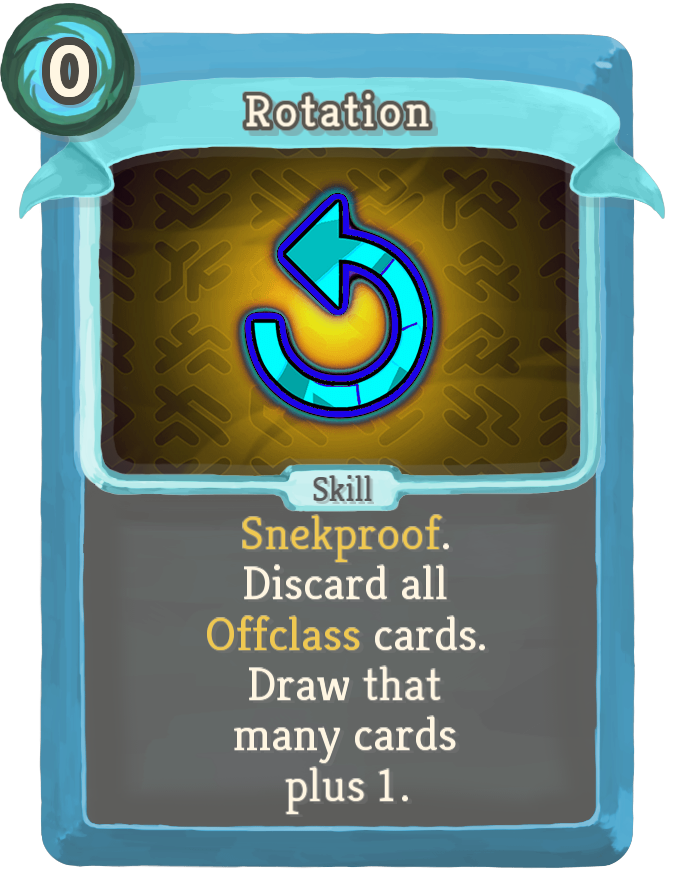 0
Rotation
Skill
Snekproof.
Discard all
Offclass cards.
Draw that
many cards
plus 1.